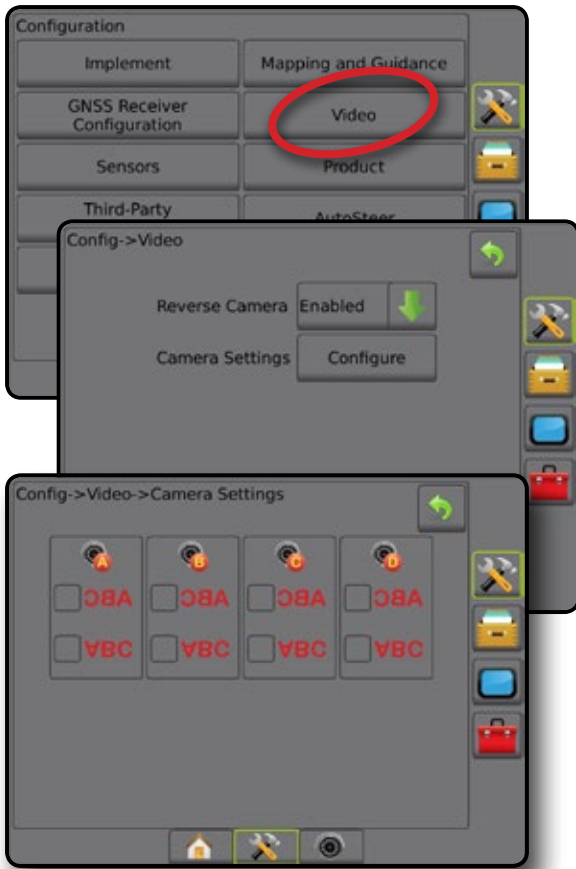 Configuration
Implement
Mapping and Guidance
GNSS Receiver
Configuration
Video
Sensors
Product
Third-Party
AutoSteer
Config->Video
Reverse Camera
Enabled
Camera Settings
Configure
Config->Video->Camera Settings
A
B
C
D
ABC
ABC
ABC
ABC
ABC
ABC
ABC
ABC